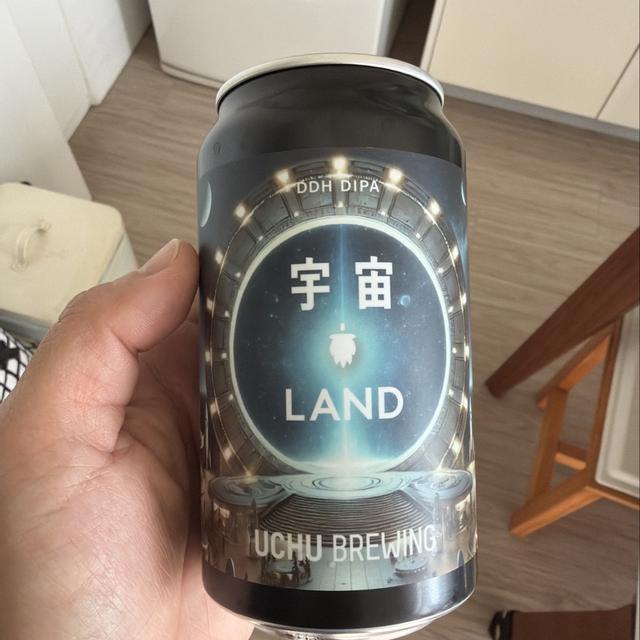 DDH DIPA
宇宙
LAND
UCHU BREWING